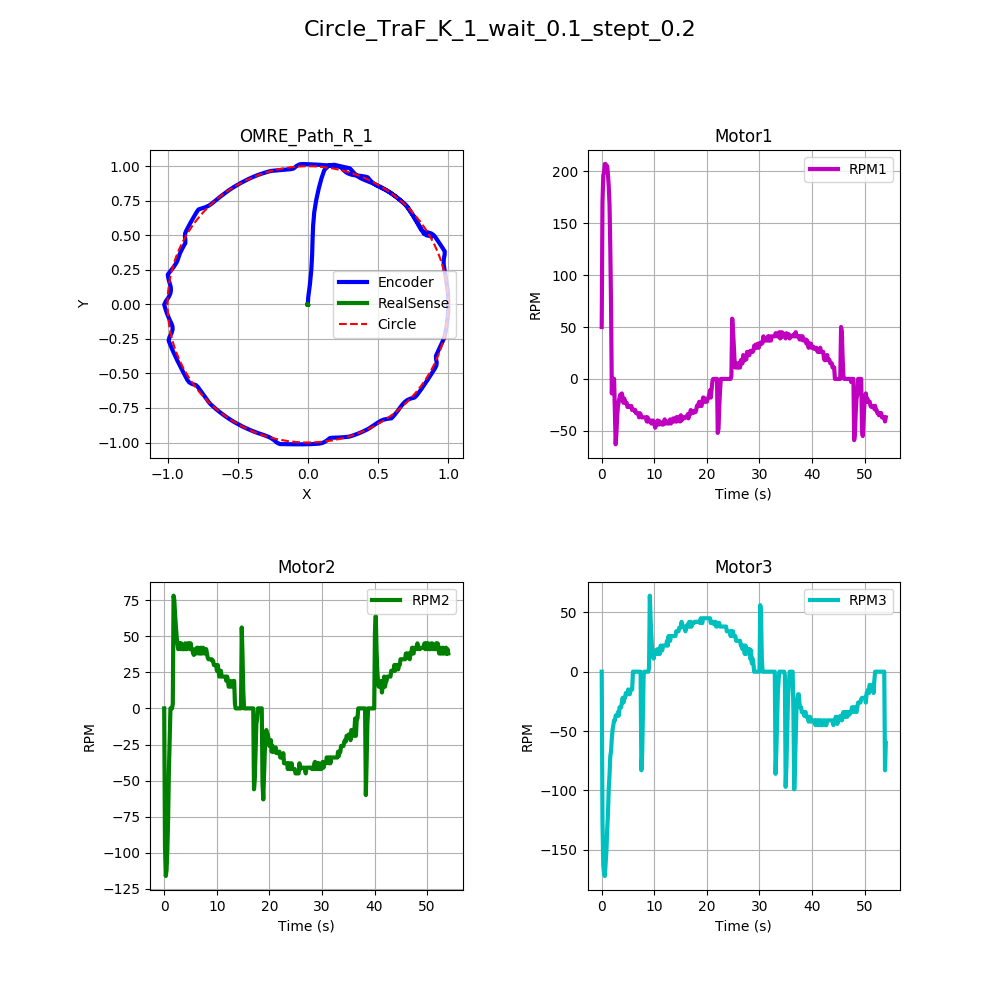 Circle_TraF_K_1_wait_0.1_stept_0.2
OMRE_Path_R_1
1.00
0.75
0.50
0.25
0.00
−0.25
−0.50
−0.75
−1.00
Y
Encoder
RealSense
Circle
−1.0 −0.5 0.0 0.5 1.0
X
Motor1
200
150
100
50
0
−50
RPM
RPM1
0 10 20 30 40 50
Time (s)
Motor2
75
50
25
0
−25
−50
−75
−100
−125
RPM
RPM2
0 10 20 30 40 50
Time (s)
Motor3
50
0
−50
−100
−150
RPM
RPM3
0 10 20 30 40 50
Time (s)